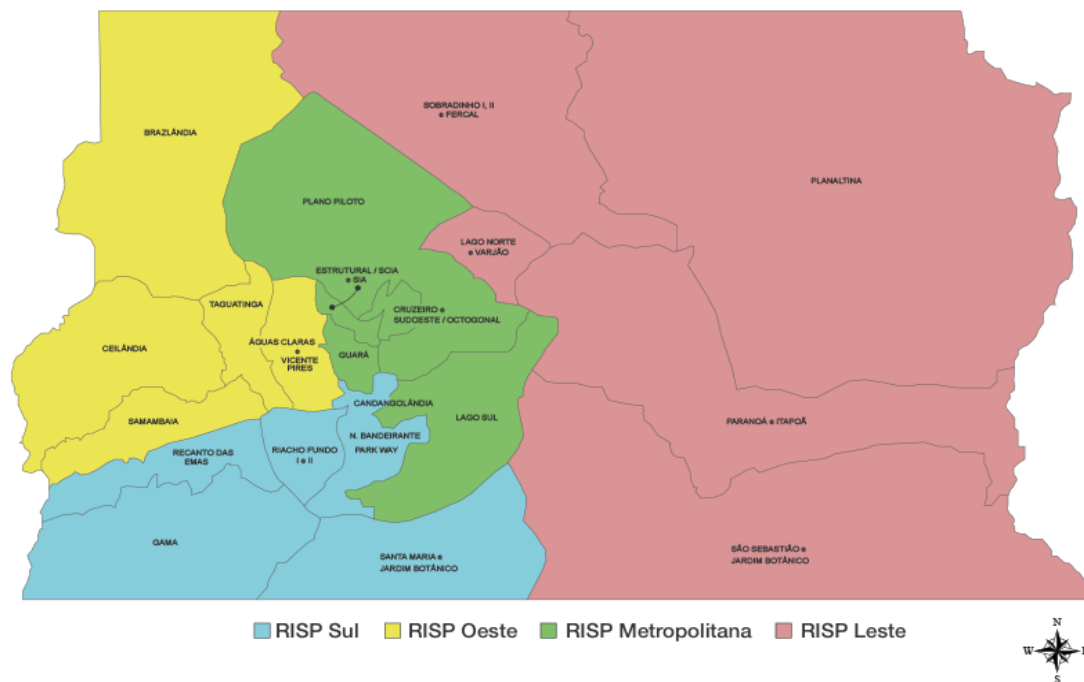 SOBRADINHO I, II
e FERCAL
BRAZLÂNDIA
PLANALTINA
PLANO PILOTO
LAGO NORTE
e VARJÃO
ESTRUTURAL / SCIA
e SIA
TAGUATINGA
CRUZEIRO e
SUDOESTE / OCTOGONAL
ÁGUAS CLARAS
e
VICENTE
PIRES
CEILÂNDIA
GUARÁ
CANDANGOLÂNDIA
SAMAMBAIA
LAGO SUL
PARANOÁ e ITAPOÃ
N. BANDEIRANTE
PARK WAY
RECANTO DAS
EMAS
RIACHO FUNDO
I e II
GAMA
SANTA MARIA e
JARDIM BOTÂNICO
SÃO SEBASTIÃO e
JARDIM BOTÂNICO
RISP Sul RISP Oeste RISP Metropolitana RISP Leste
N
W E
S